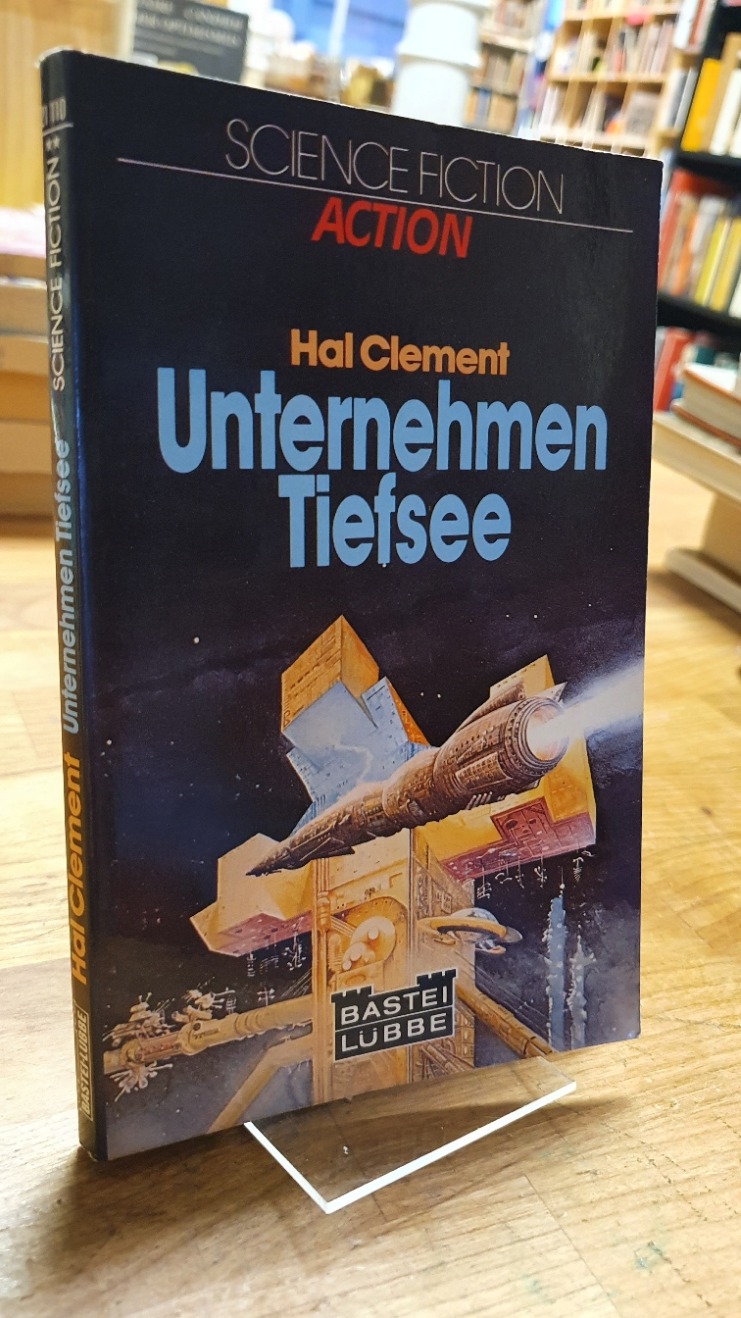 SCIENCE FICTION
ACTION
Hal Clement
Unternehmen
Tiefsee
BASTEI
LÜBBE
Hal Clement Unternehmen Tiefsee SCIENCE FICTION**
BASTEI LÜBBE